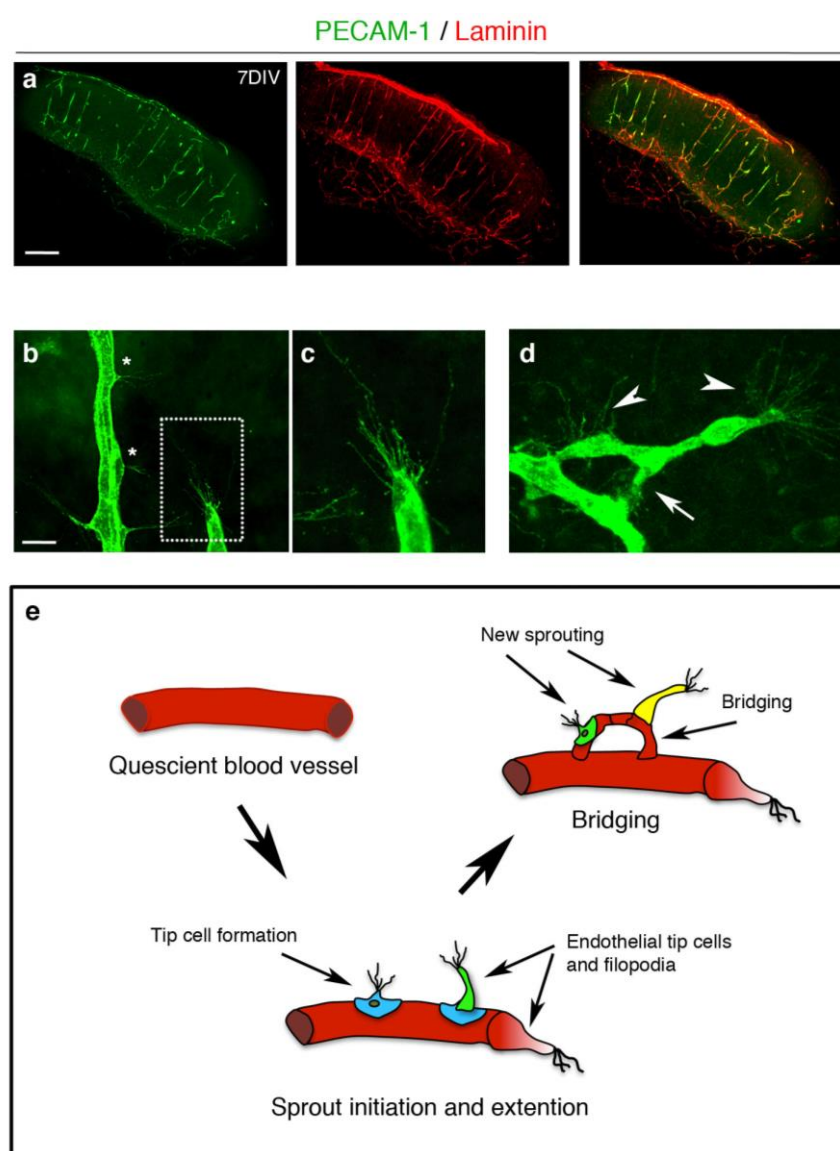 PECAM-1 / Laminin
a
7DIV
b
*
*
c
d
e
New sprouting
Bridging
Quescient blood vessel
Bridging
Tip cell formation
Endothelial tip cells
and filopodia
Sprout initiation and extention